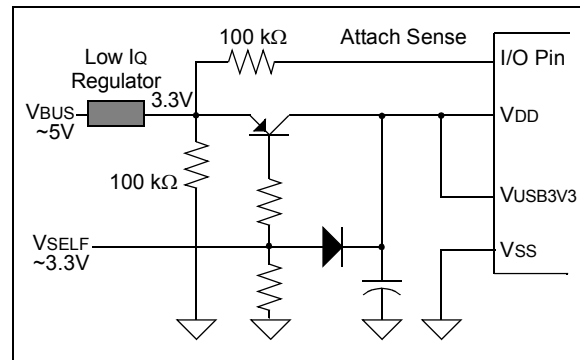 100 kΩ
Attach Sense
I/O Pin
Low IQ
Regulator
3.3V
VBUS
~5V
VDD
100 kΩ
VUSB3V3
VSELF
~3.3V
VSS